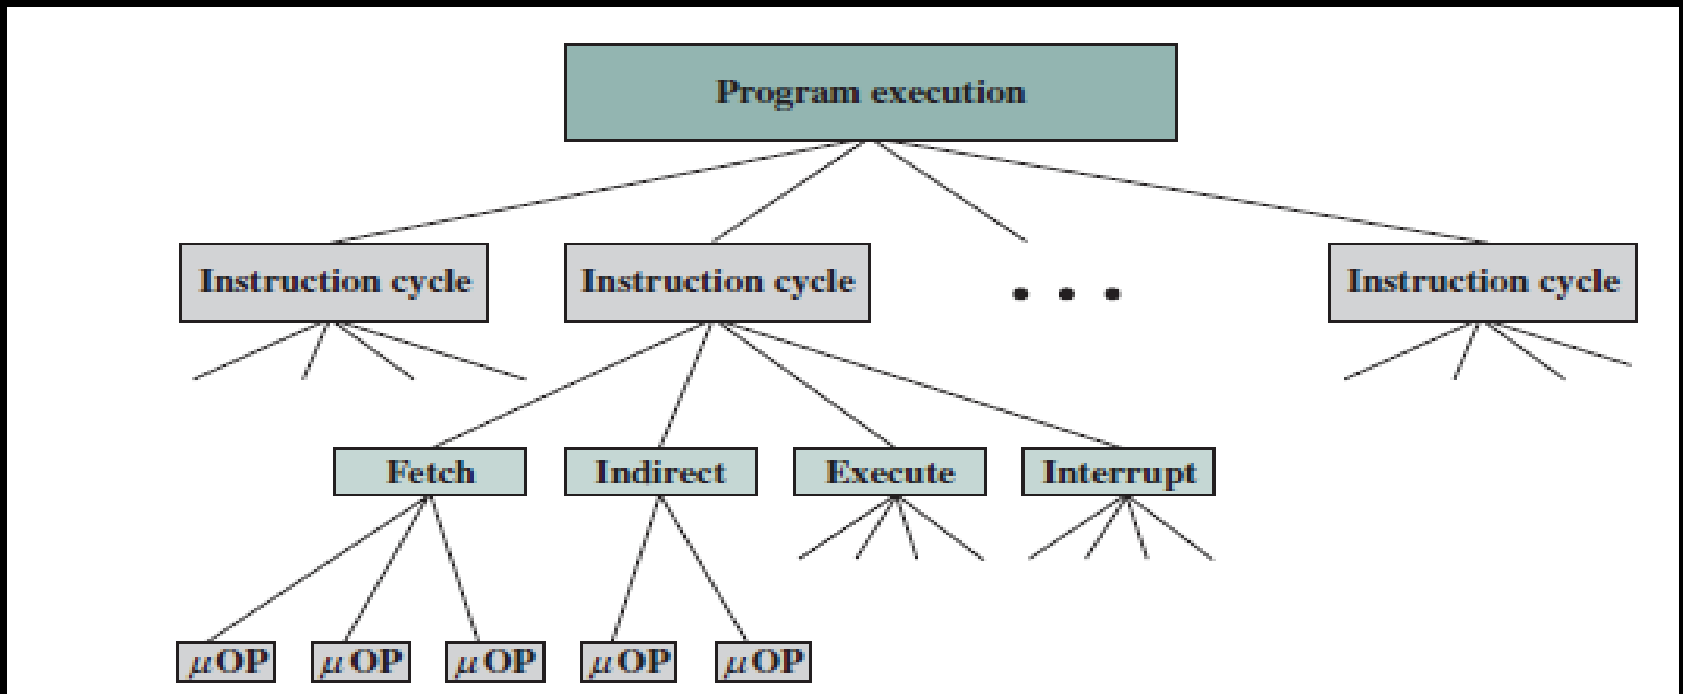 Program execution
Instruction cycle
Instruction cycle
• • •
Instruction cycle
Fetch
Indirect
Execute
Interrupt
μOP
μOP
μOP
μOP
μOP